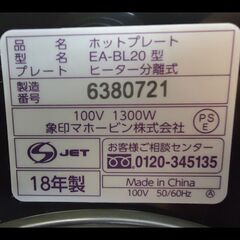 品名 ホットプレート
型 EA-BL20 型
プレート ヒーター分離式
製造番号 6380721
100V 1300W
象印マホービン株式会社
PSE
S JET
お客様ご相談センター
0120-345135
18年製
Made in China
100V 50/60Hz
A